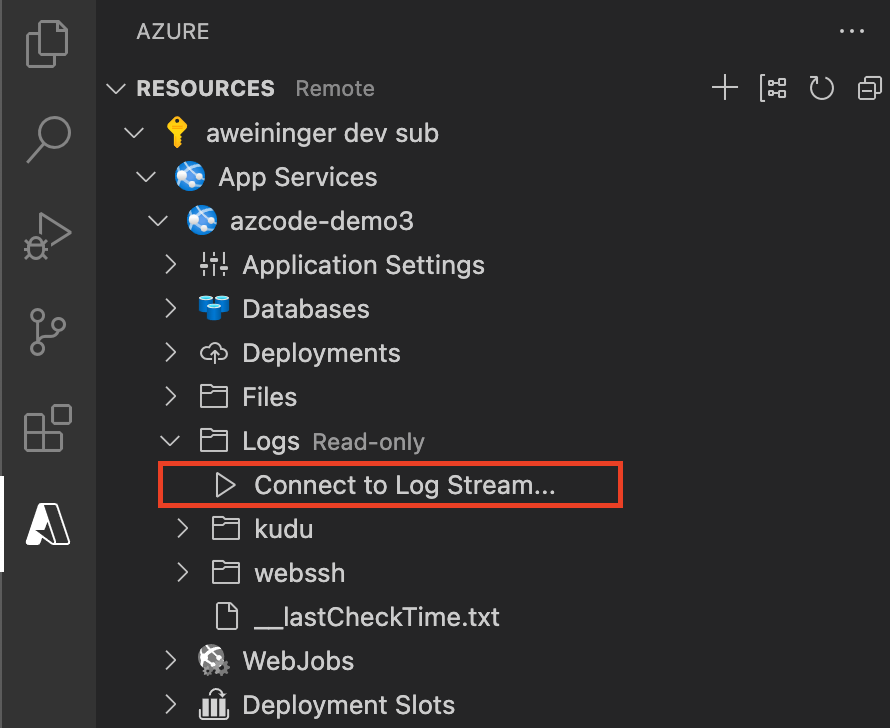 AZURE
RESOURCES Remote
aweininger dev sub
App Services
azcode-demo3
Application Settings
Databases
Deployments
Files
Logs Read-only
Connect to Log Stream...
kudu
webssh
__lastCheckTime.txt
WebJobs
Deployment Slots